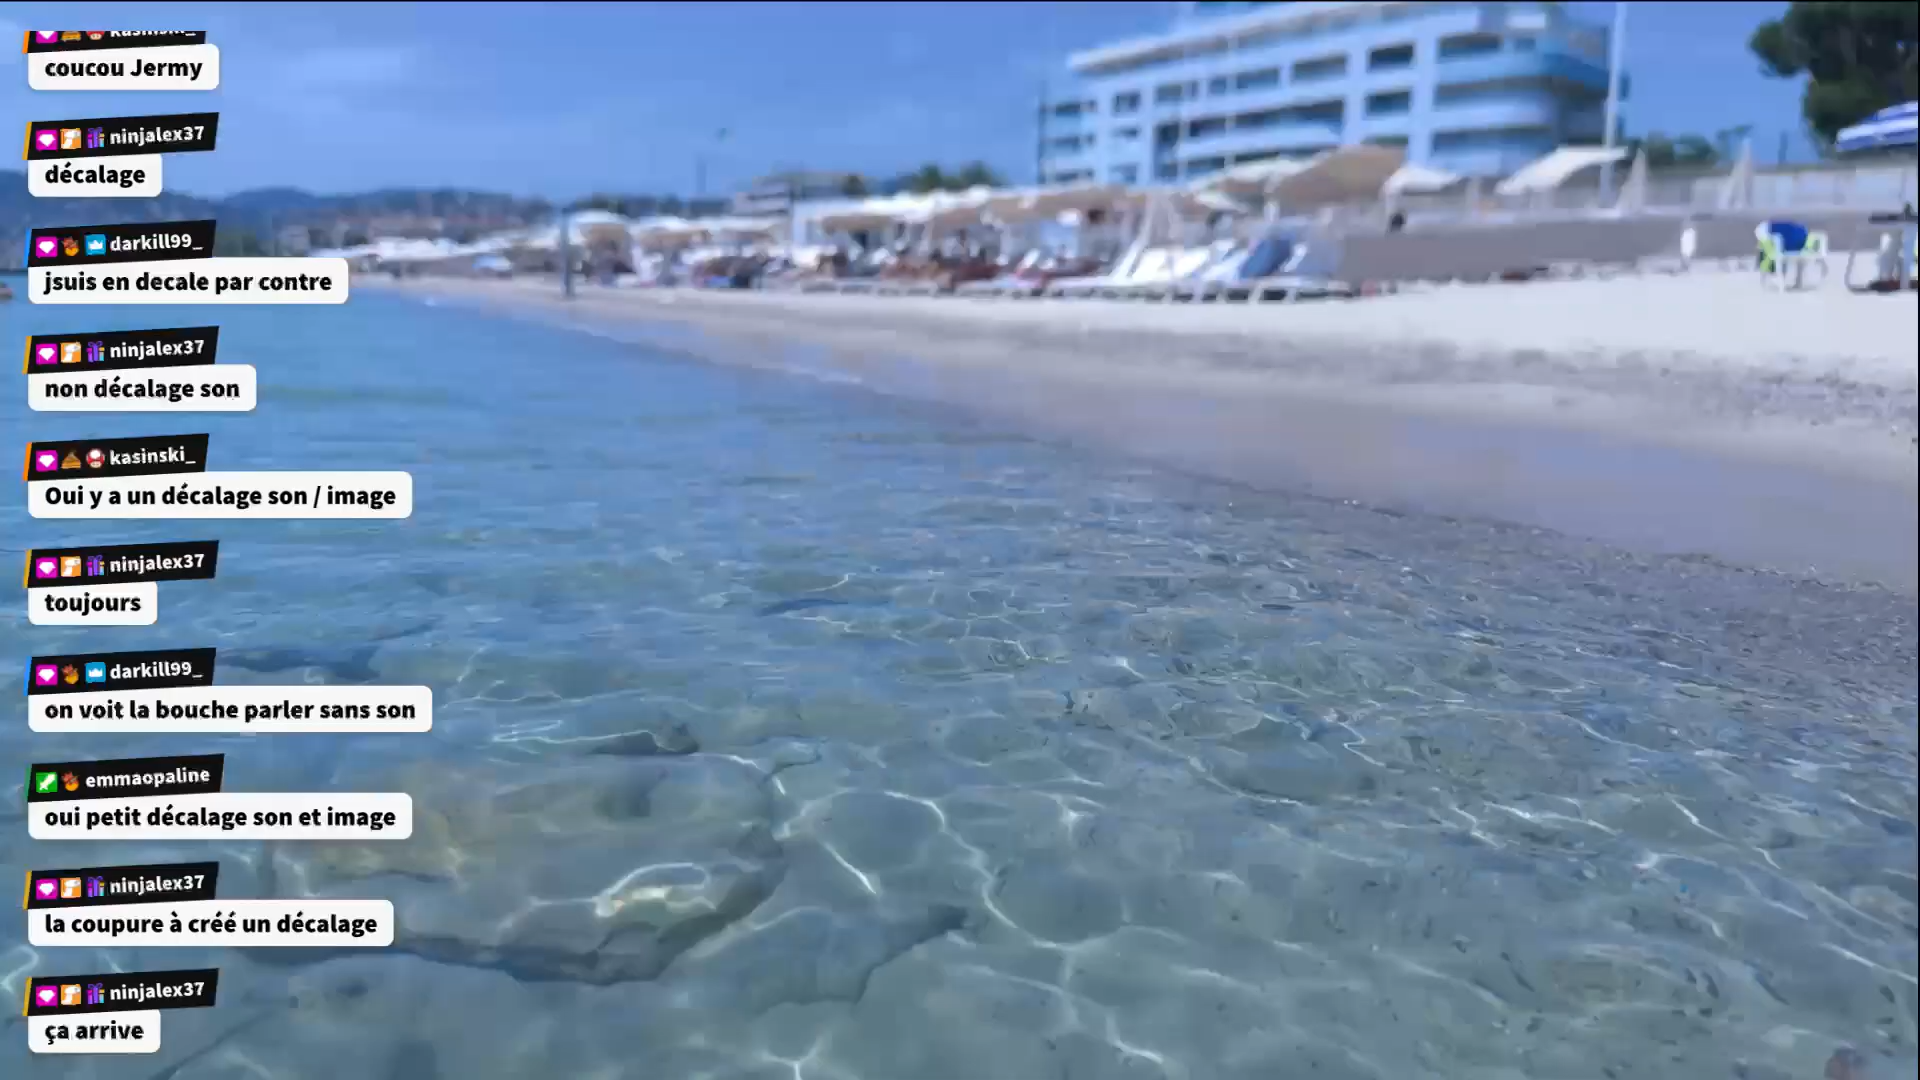 kasinski_
coucou Jermy
ninjalex37
décalage
darkill99_
jsuis en decale par contre
ninjalex37
non décalage son
kasinski_
Oui y a un décalage son / image
ninjalex37
toujours
darkill99_
on voit la bouche parler sans son
emmaopaline
oui petit décalage son et image
ninjalex37
la coupure à créé un décalage
ninjalex37
ça arrive